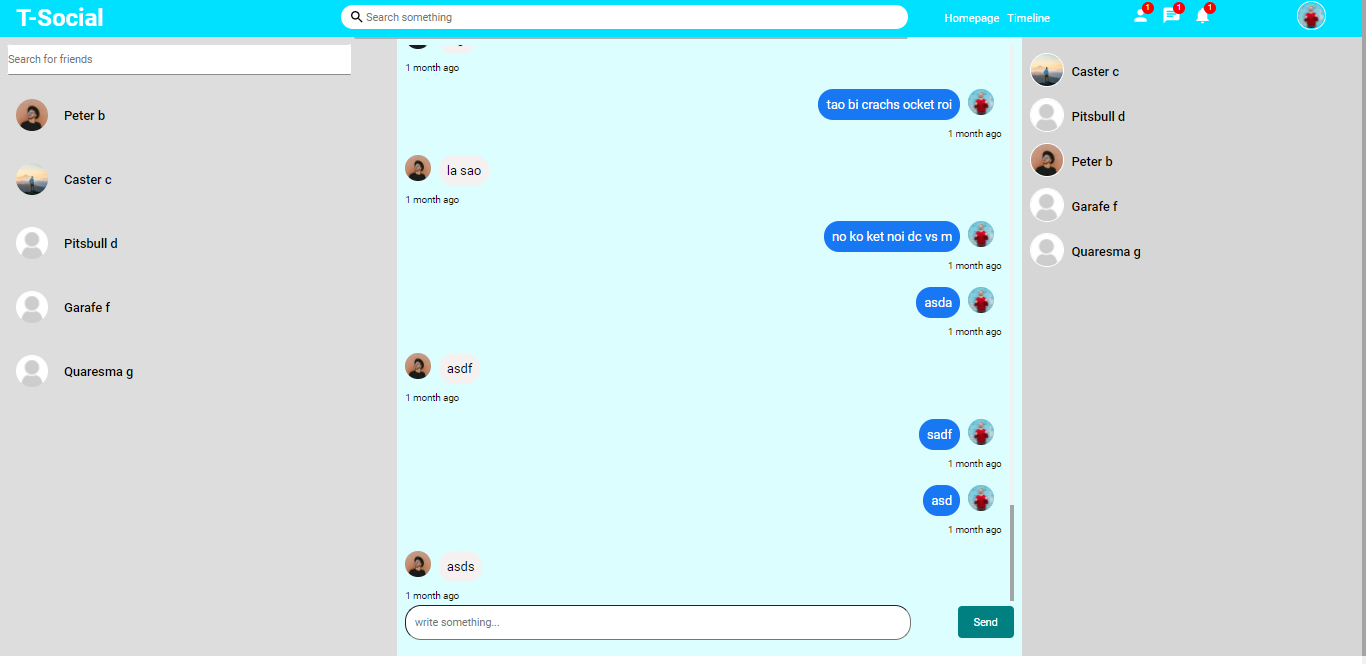 T-Social
Search something
Homepage Timeline
1
1
1
Search for friends
Peter b
Caster c
Pitsbull d
Garafe f
Quaresma g
1 month ago
tao bi crachs ocket roi
1 month ago
la sao
1 month ago
no ko ket noi dc vs m
1 month ago
asda
1 month ago
asdf
1 month ago
sadf
1 month ago
asd
1 month ago
asds
1 month ago
write something...
Send
Caster c
Pitsbull d
Peter b
Garafe f
Quaresma g